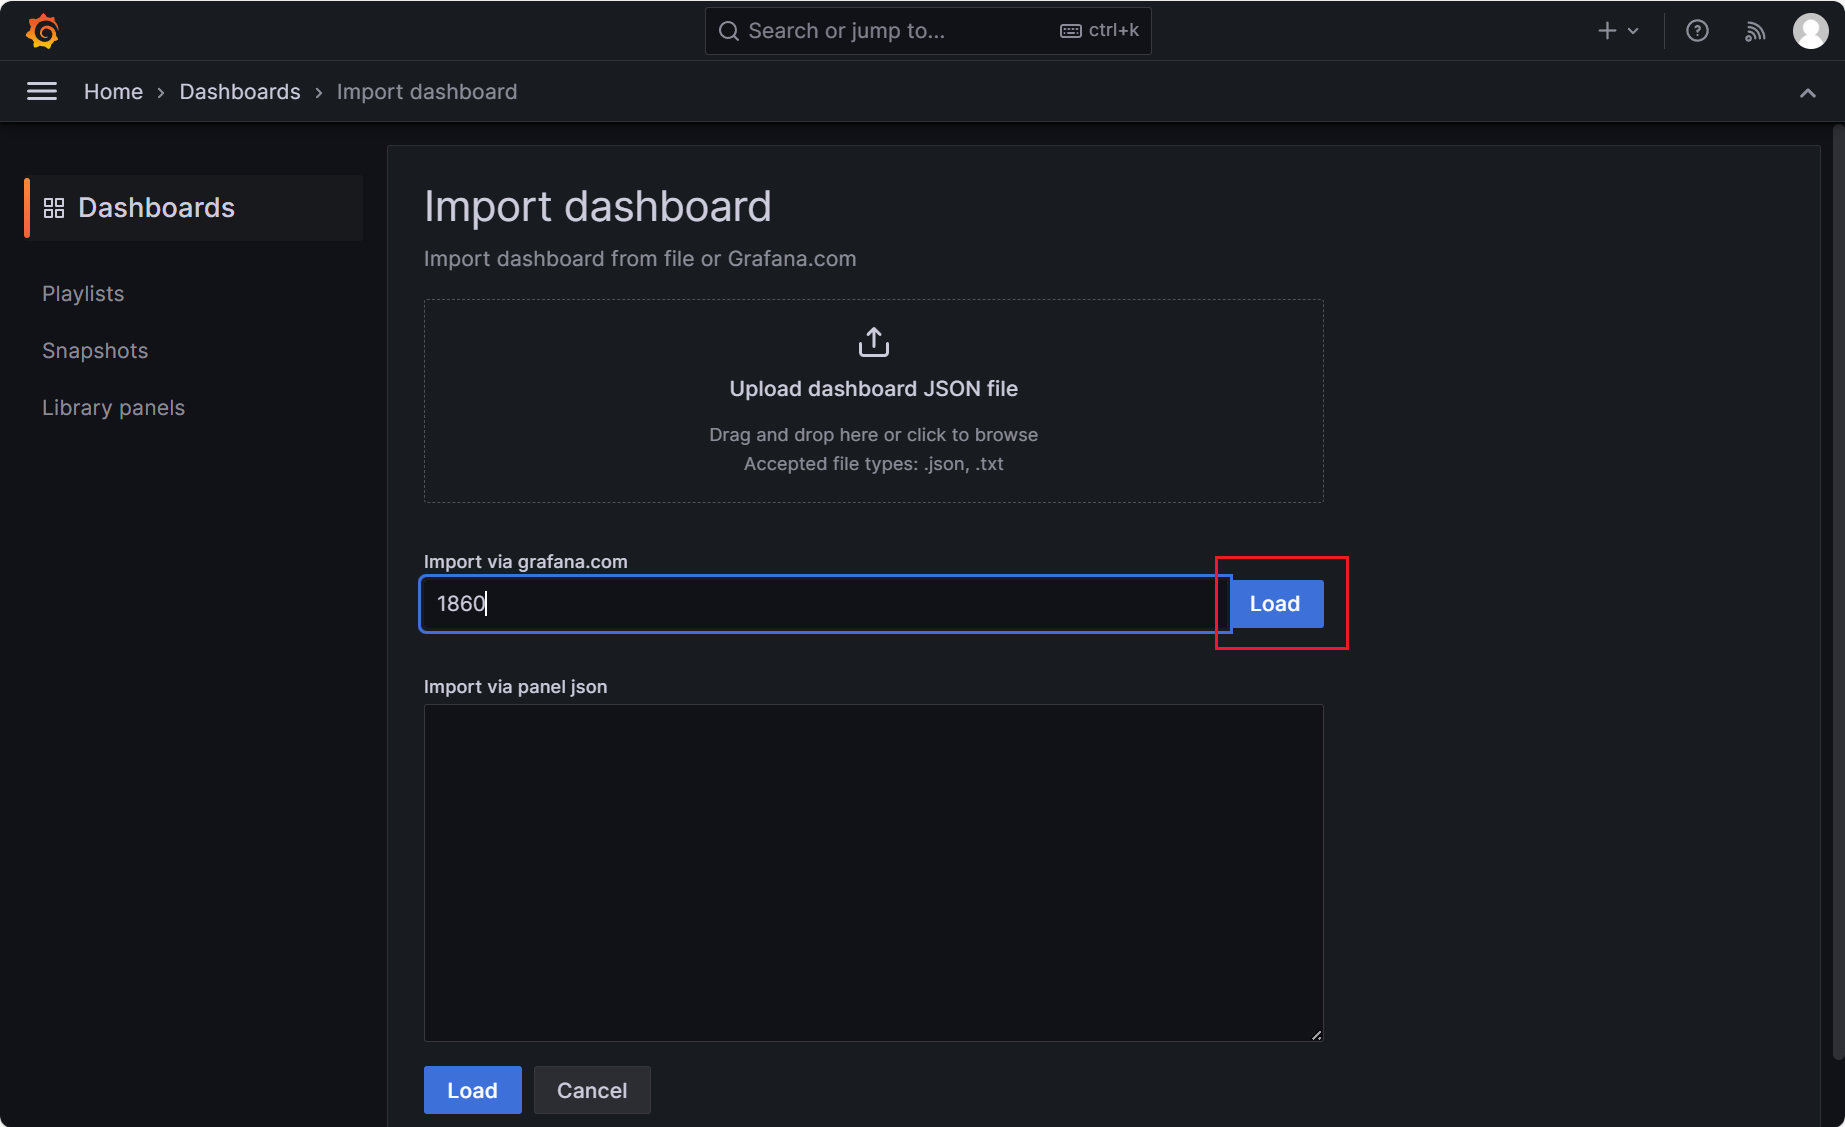 Search or jump to...
ctrl+k
Home › Dashboards › Import dashboard
Dashboards
Playlists
Snapshots
Library panels
Import dashboard
Import dashboard from file or Grafana.com
Upload dashboard JSON file
Drag and drop here or click to browse
Accepted file types: .json, .txt
Import via grafana.com
1860
Load
Import via panel json
Load
Cancel